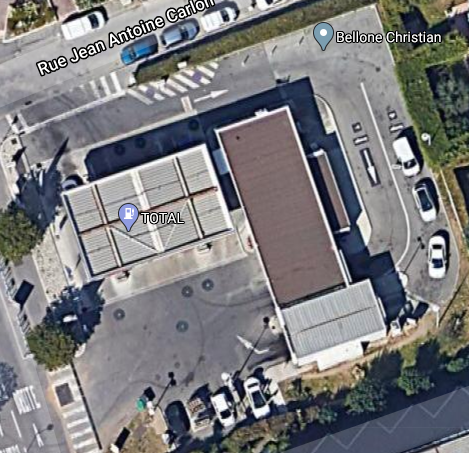 Rue Jean Antoine Carlon
Bellone Christian
TOTAL